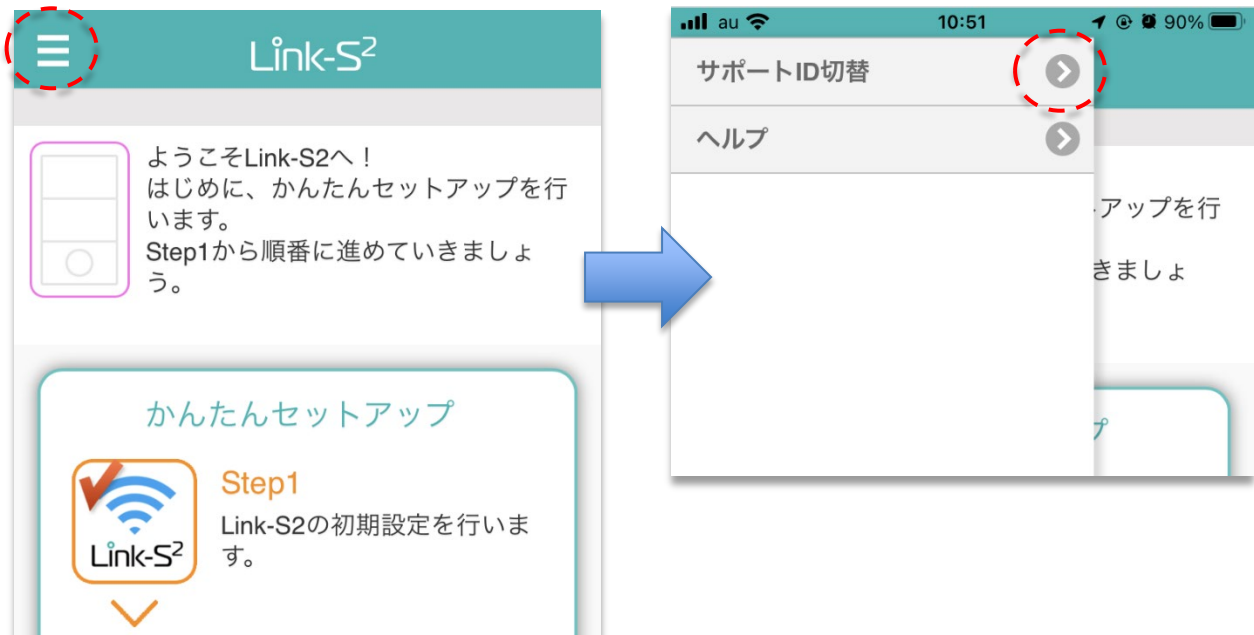 Link-S2
ようこそLink-S2へ！
はじめに、かんたんセットアップを行
います。
Step1から順番に進めていきましょ
う。
かんたんセットアップ
Step1
Link-S2の初期設定を行いま
す。
Link-S2
au 10:51 90%
サポートID切替
ヘルプ
アップを行
きましょ
プ